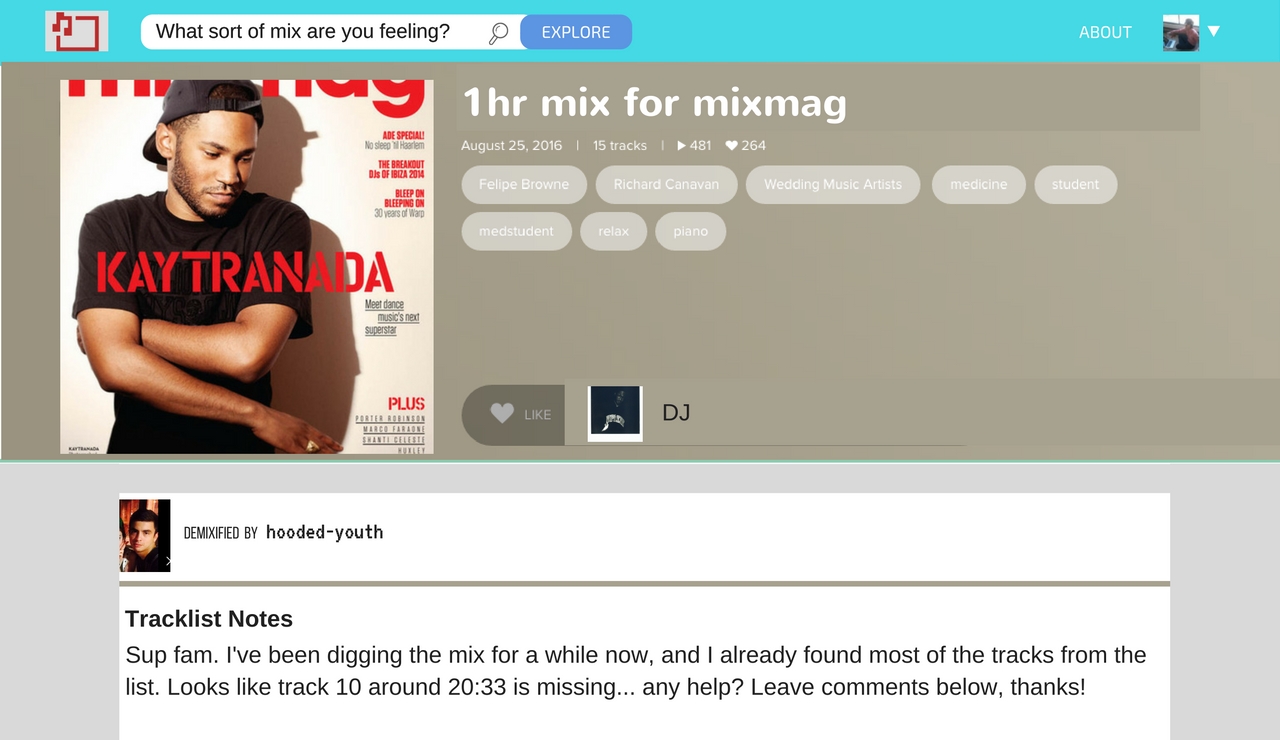 What sort of mix are you feeling?
EXPLORE
ABOUT
1hr mix for mixmag
August 25, 2016 | 15 tracks | 481 264
Felipe Browne Richard Canavan Wedding Music Artists medicine student
medstudent relax piano
ADE SPECIAL!
No sleep 'til Haarlem
THE BREAKOUT
DJs OF IBIZA 2014
BLEEP ON
BLEEPING ON
30 years of Warp
KAYTRANADA
Meet dance
music's next
superstar
PLUS
PORTER ROBINSON
MARCO FARAONE
SHANTI CELESTE
HUXLEY
KAYTRANADA
LIKE
DJ
DEMIXIFIED BY hooded-youth
Tracklist Notes
Sup fam. I've been digging the mix for a while now, and I already found most of the tracks from the
list. Looks like track 10 around 20:33 is missing... any help? Leave comments below, thanks!